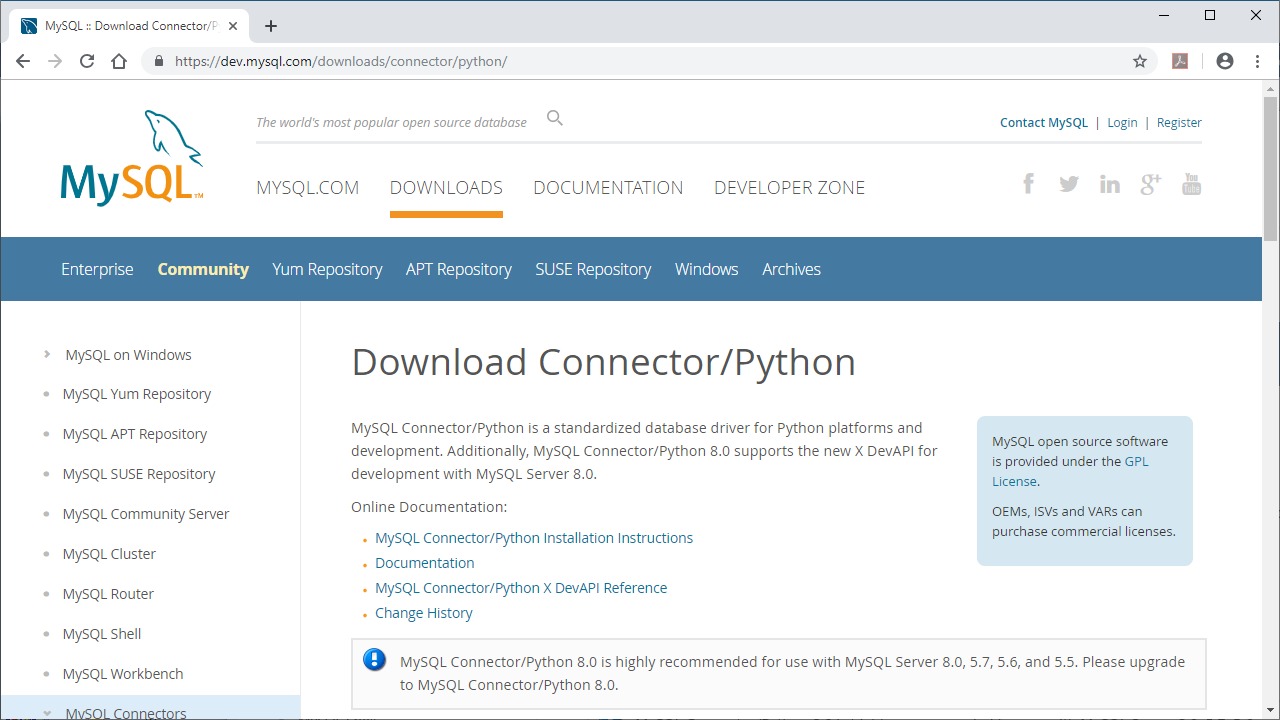 MySQL :: Download Connector/P
https://dev.mysql.com/downloads/connector/python/
MySQL™
The world's most popular open source database
Contact MySQL | Login | Register
MYSQL.COM DOWNLOADS DOCUMENTATION DEVELOPER ZONE
You
Tube
Enterprise Community Yum Repository APT Repository SUSE Repository Windows Archives
MySQL on Windows
MySQL Yum Repository
MySQL APT Repository
MySQL SUSE Repository
MySQL Community Server
MySQL Cluster
MySQL Router
MySQL Shell
MySQL Workbench
MySQL Connectors
Download Connector/Python
MySQL Connector/Python is a standardized database driver for Python platforms and
development. Additionally, MySQL Connector/Python 8.0 supports the new X DevAPI for
development with MySQL Server 8.0.
Online Documentation:
MySQL Connector/Python Installation Instructions
Documentation
MySQL Connector/Python X DevAPI Reference
Change History
MySQL open source software
is provided under the GPL
License.
OEMs, ISVs and VARs can
purchase commercial licenses.
MySQL Connector/Python 8.0 is highly recommended for use with MySQL Server 8.0, 5.7, 5.6, and 5.5. Please upgrade
to MySQL Connector/Python 8.0.